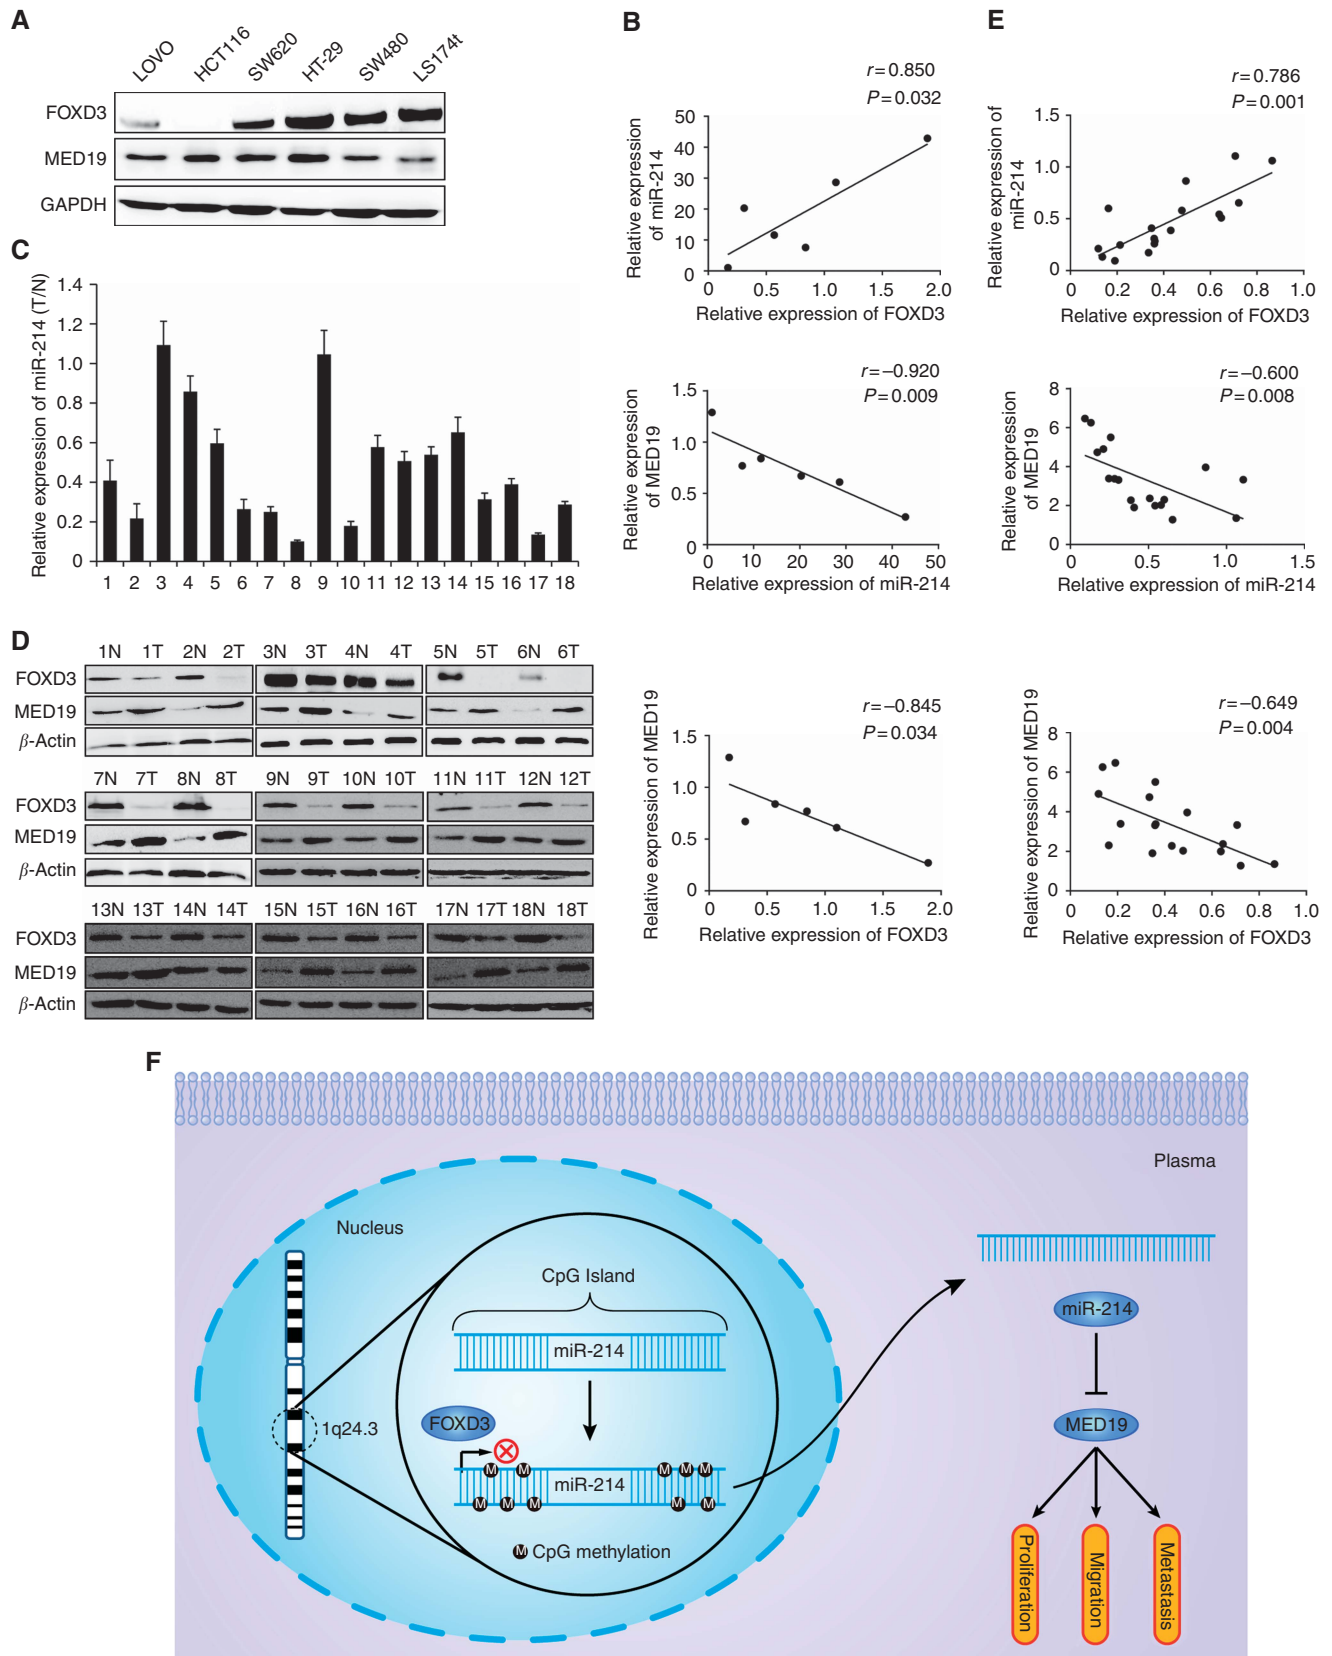 A
LOVO
HCT116
SW620
HT-29
SW480
LS174t
FOXD3
MED19
GAPDH
B
r=0.850
P=0.032
Relative expression
of miR-214
50
40
30
20
10
0
0 0.5 1.0 1.5 2.0
Relative expression of FOXD3
r=−0.920
P=0.009
Relative expression
of MED19
1.5
1.0
0.5
0
0 10 20 30 40 50
Relative expression of miR-214
r=−0.845
P=0.034
Relative expression of MED19
1.5
1.0
0.5
0
0 0.5 1.0 1.5 2.0
Relative expression of FOXD3
E
r=0.786
P=0.001
Relative expression of
miR-214
1.5
1.0
0.5
0
0 0.2 0.4 0.6 0.8 1.0
Relative expression of FOXD3
r=−0.600
P=0.008
Relative expression
of MED19
8
6
4
2
0
0 0.5 1.0 1.5
Relative expression of miR-214
r=−0.649
P=0.004
Relative expression of MED19
8
6
4
2
0
0 0.2 0.4 0.6 0.8 1.0
Relative expression of FOXD3
C
Relative expression of miR-214 (T/N)
1.4
1.2
1.0
0.8
0.6
0.4
0.2
0
1 2 3 4 5 6 7 8 9 10 11 12 13 14 15 16 17 18
D
1N 1T 2N 2T 3N 3T 4N 4T 5N 5T 6N 6T
FOXD3
MED19
β-Actin
7N 7T 8N 8T 9N 9T 10N 10T 11N 11T 12N 12T
FOXD3
MED19
β-Actin
13N 13T 14N 14T 15N 15T 16N 16T 17N 17T 18N 18T
FOXD3
MED19
β-Actin
F
Plasma
Nucleus
CpG Island
miR-214
1q24.3
FOXD3
M M M M M
miR-214
M M M M M
M CpG methylation
miR-214
MED19
Proliferation
Migration
Metastasis